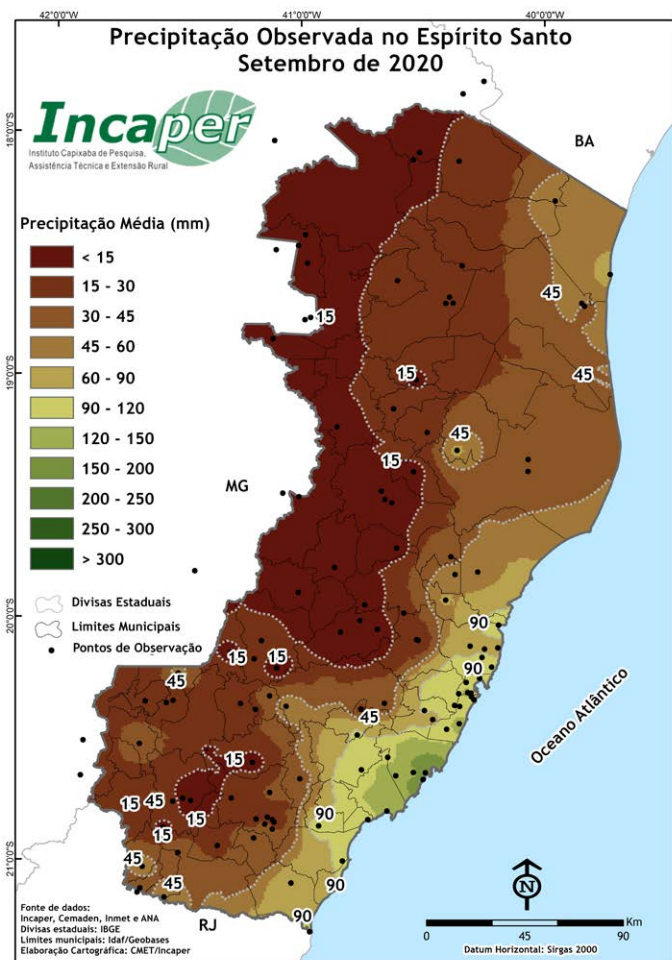 42°0'0"W
41°0'0"W
40°0'0"W
Precipitação Observada no Espírito Santo
Setembro de 2020
Incaper
Instituto Capixaba de Pesquisa,
Assistência Técnica e Extensão Rural
BA
18°0'0"S
Precipitação Média (mm)
< 15
15 - 30
30 - 45
45 - 60
60 - 90
90 - 120
120 - 150
150 - 200
200 - 250
250 - 300
> 300
Divisas Estaduais
Limites Municipais
Pontos de Observação
45
15
19°0'0"S
15
45
45
15
MG
20°0'0"S
90
15
15
90
45
45
Oceano Atlântico
15
15
45
15
90
15
21°0'0"S
45
45
90
90
RJ
N
Fonte de dados:
Incaper, Cemaden, Inmet e ANA
Divisas estaduais: IBGE
Limites municipais: Idaf/Geobases
Elaboração Cartográfica: CMET/Incaper
Km
0
45
90
Datum Horizontal: Sirgas 2000